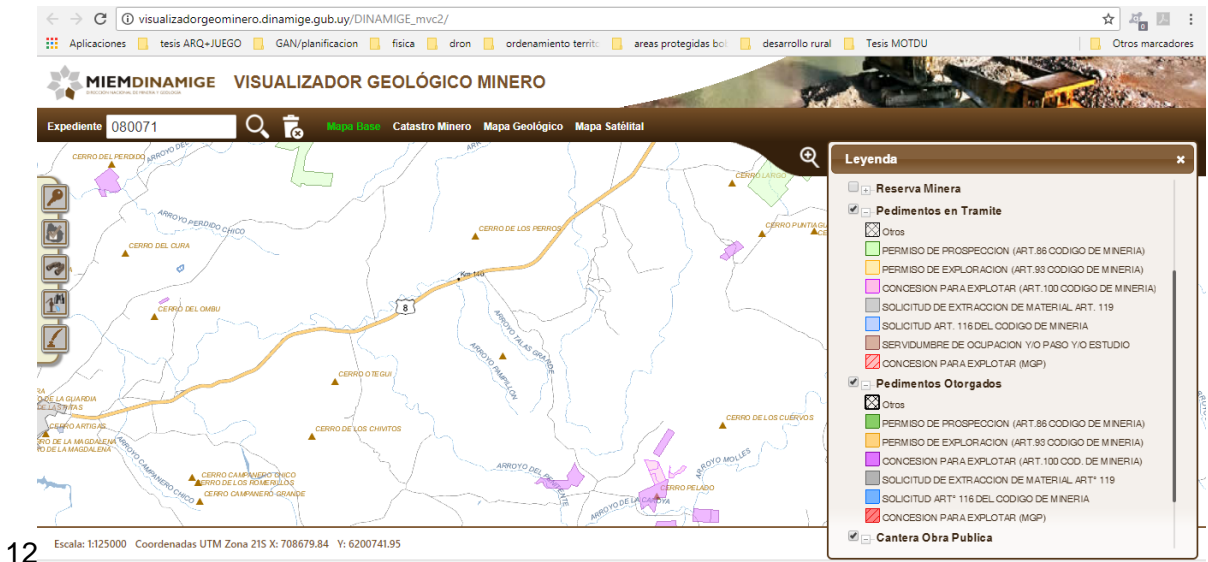 visualizadorgeominero.dinamige.gub.uy/DINAMIGE_mvc2/
Aplicaciones tesis ARQ+JUEGO GAN/planificacion fisica dron ordenamiento territo areas protegidas bol desarrollo rural Tesis MOTDU Otros marcadores
MIEMDINAMIGE VISUALIZADOR GEOLÓGICO MINERO
Expediente 080071 Mapa Base Catastro Minero Mapa Geológico Mapa Satélital
CERRO DEL PERDIDO
ARROYO DEL
CERRO LARGO
ARROYO PERDIDO CHICO
CERRO DE LOS PERROS
CERRO PUNTIAGU
CERRO DEL CURA
Km 140
CERRO DEL OMBU
8
ARROYO TALAS GRANDE
ARROYO PAMPILLON
CERRO OTEGUI
O DE LA GUARDIA
CERRO ARTIGAS
CERRO DE LOS CUERVOS
CERRO DE LOS CHIVITOS
RO DE LA MAGDALENA
O DE LA MAGDALENA
ARROYO CAMPANERO CHICO
ARROYO MOLLES
CERRO CAMPANERO CHICO
CERRO DE LOS ROMERILLOS
CERRO CAMPANERO GRANDE
CERRO PELADO
Leyenda
Reserva Minera
Pedimentos en Tramite
Otros
PERMISO DE PROSPECCION (ART.86 CODIGO DE MINERIA)
PERMISO DE EXPLORACION (ART.93 CODIGO DE MINERIA)
CONCESION PARA EXPLOTAR (ART.100 CODIGO DE MINERIA)
SOLICITUD DE EXTRACCION DE MATERIAL ART. 119
SOLICITUD ART. 116 DEL CODIGO DE MINERIA
SERVIDUMBRE DE OCUPACION Y/O PASO Y/O ESTUDIO
CONCESION PARA EXPLOTAR (MGP)
Pedimentos Otorgados
Otros
PERMISO DE PROSPECCION (ART.86 CODIGO DE MINERIA)
PERMISO DE EXPLORACION (ART.93 CODIGO DE MINERIA)
CONCESION PARA EXPLOTAR (ART.100 COD. DE MINERIA)
SOLICITUD DE EXTRACCION DE MATERIAL ART° 119
SOLICITUD ART° 116 DEL CODIGO DE MINERIA
CONCESION PARA EXPLOTAR (MGP)
Cantera Obra Publica
12 Escala: 1:125000 Coordenadas UTM Zona 21S X: 708679.84 Y: 6200741.95